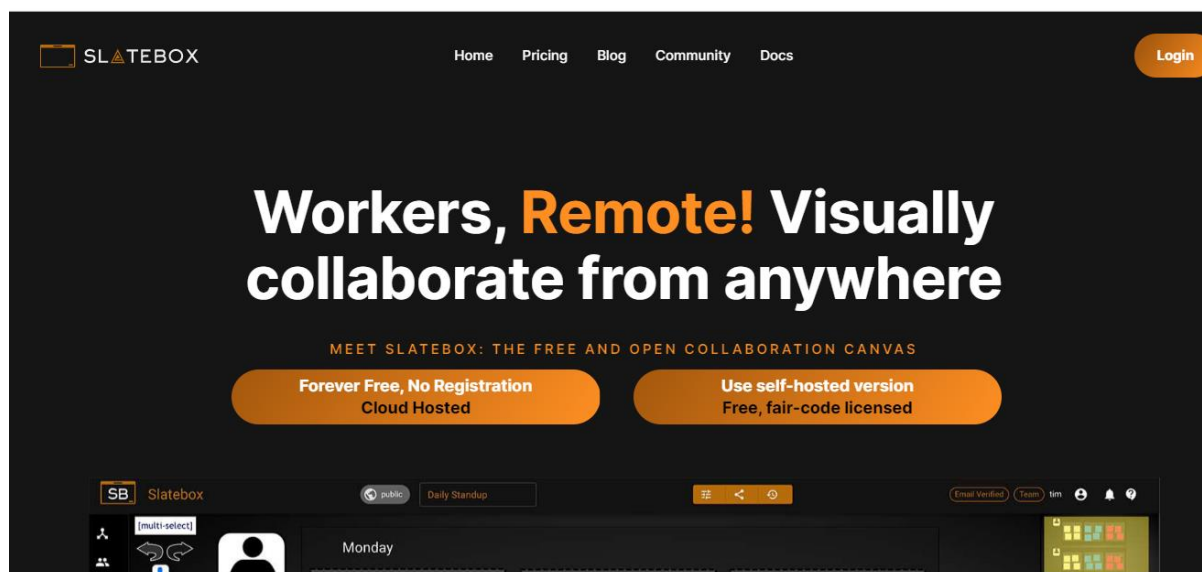 SLATEBOX
Home Pricing Blog Community Docs
Login
Workers, Remote! Visually
collaborate from anywhere
MEET SLATEBOX: THE FREE AND OPEN COLLABORATION CANVAS
Forever Free, No Registration
Cloud Hosted
Use self-hosted version
Free, fair-code licensed
SB Slatebox public Daily Standup Email Verified Team tim
[multi-select]
Monday